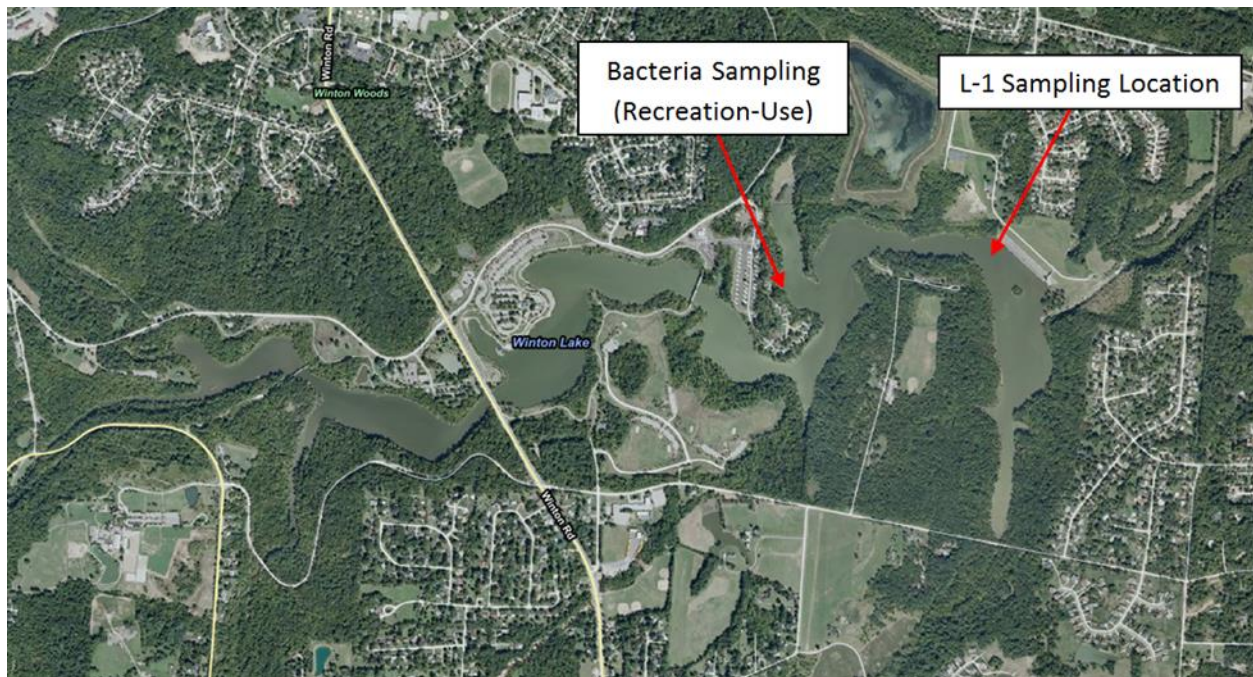 Winton Rd
Winton Woods
Bacteria Sampling
(Recreation-Use)
L-1 Sampling Location
Winton Lake
Winton Rd